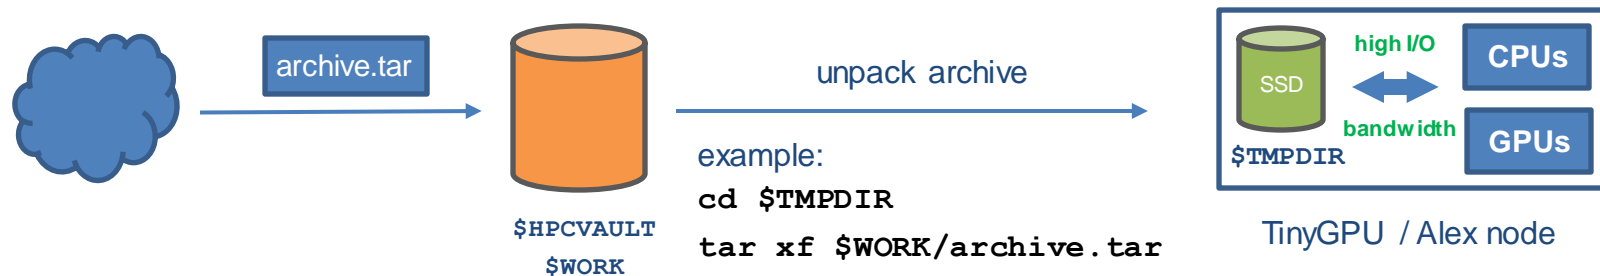 archive.tar
$HPCVAULT
$WORK
unpack archive
example:
cd $TMPDIR
tar xf $WORK/archive.tar
SSD
$TMPDIR
high I/O
bandwidth
CPUs
GPUs
TinyGPU / Alex node